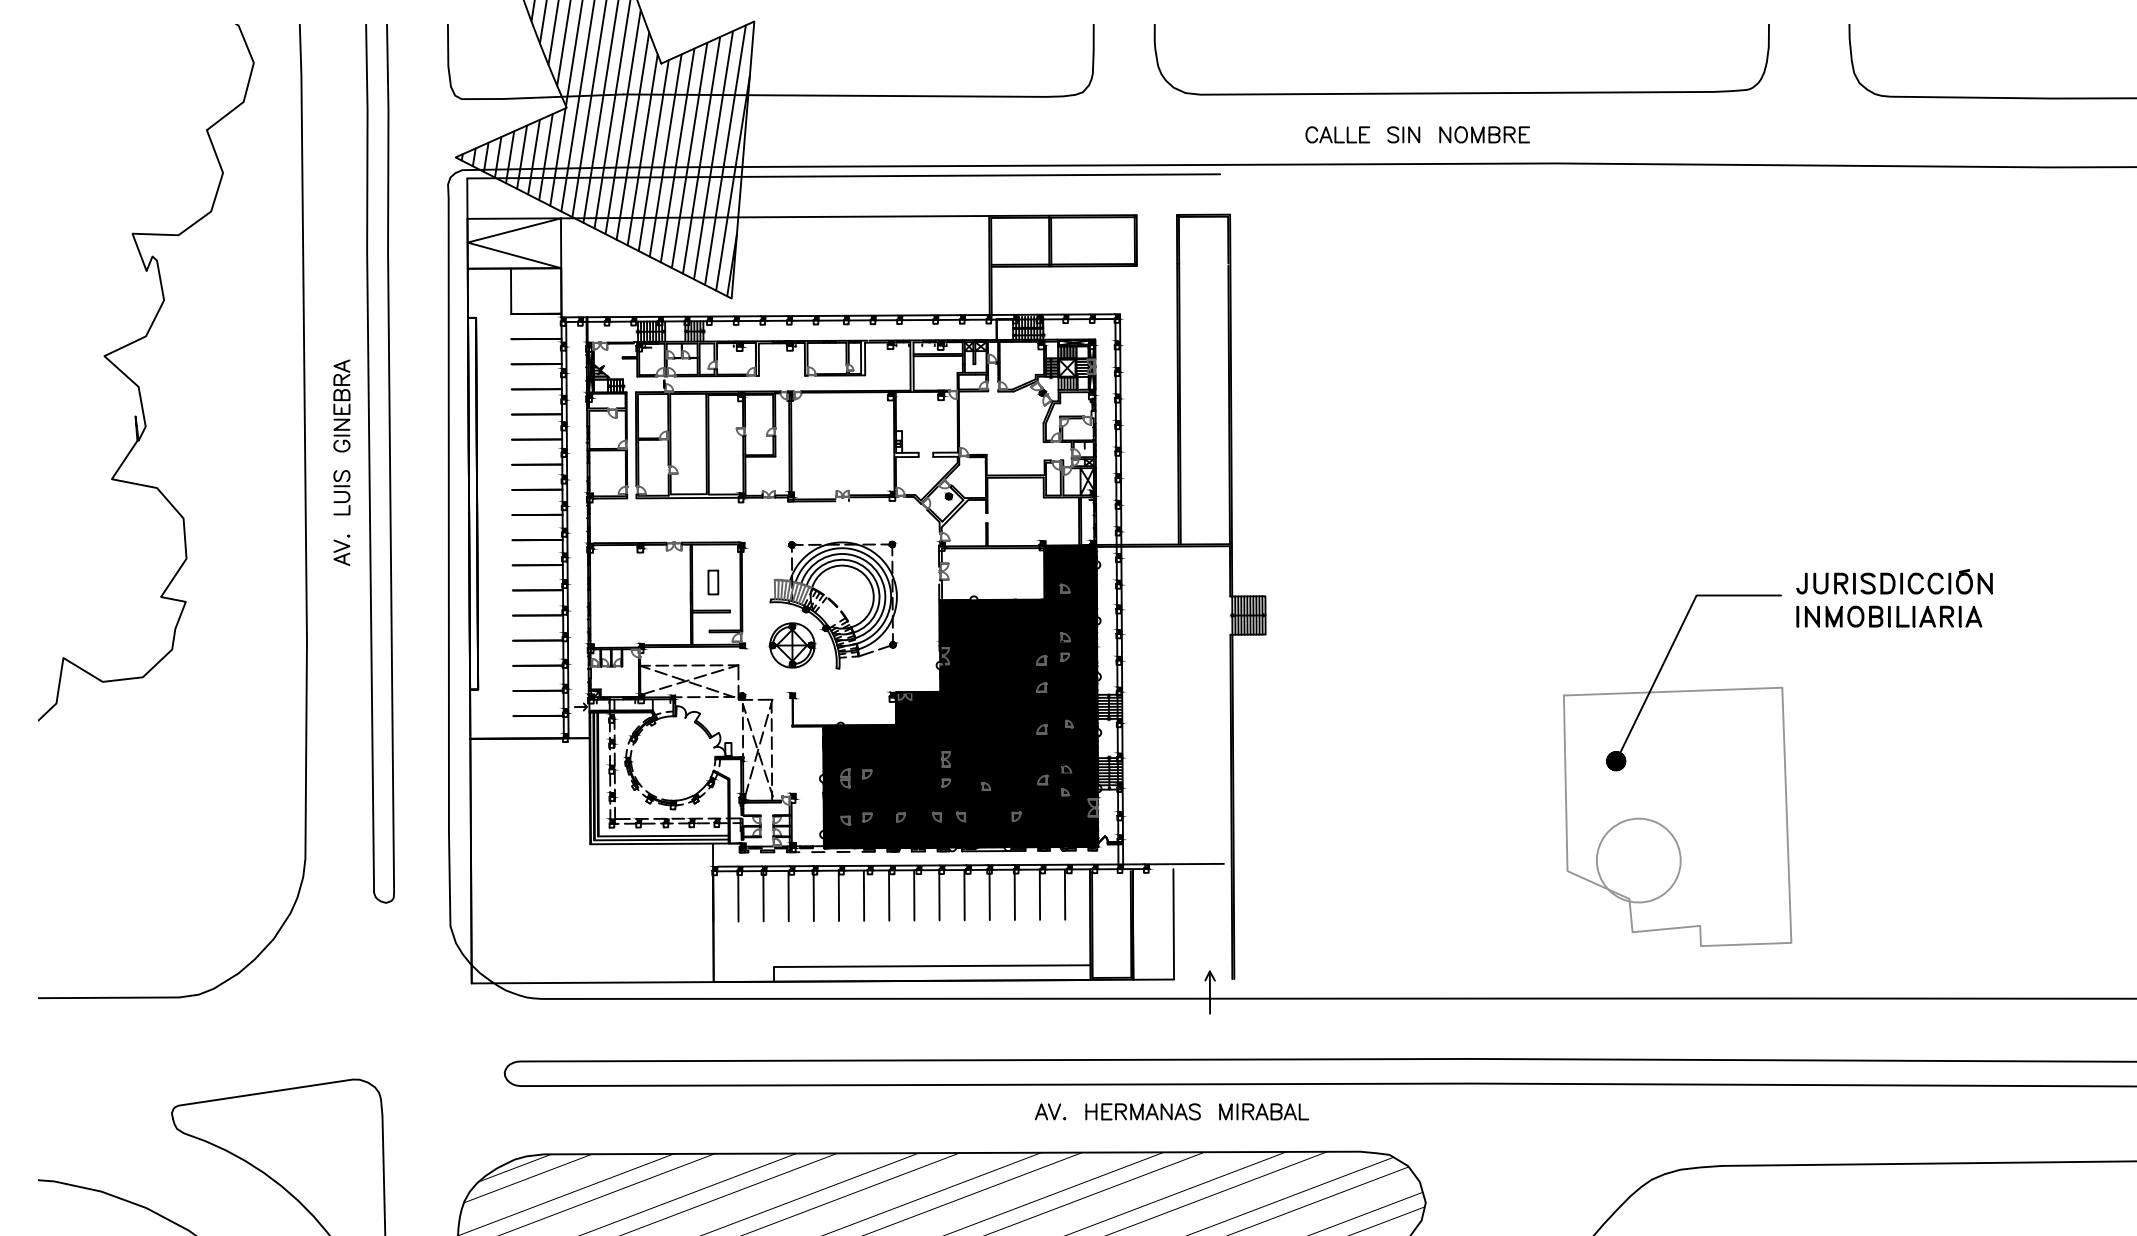 CALLE SIN NOMBRE
AV. LUIS GINEBRA
JURISDICCIÓN
INMOBILIARIA
AV. HERMANAS MIRABAL